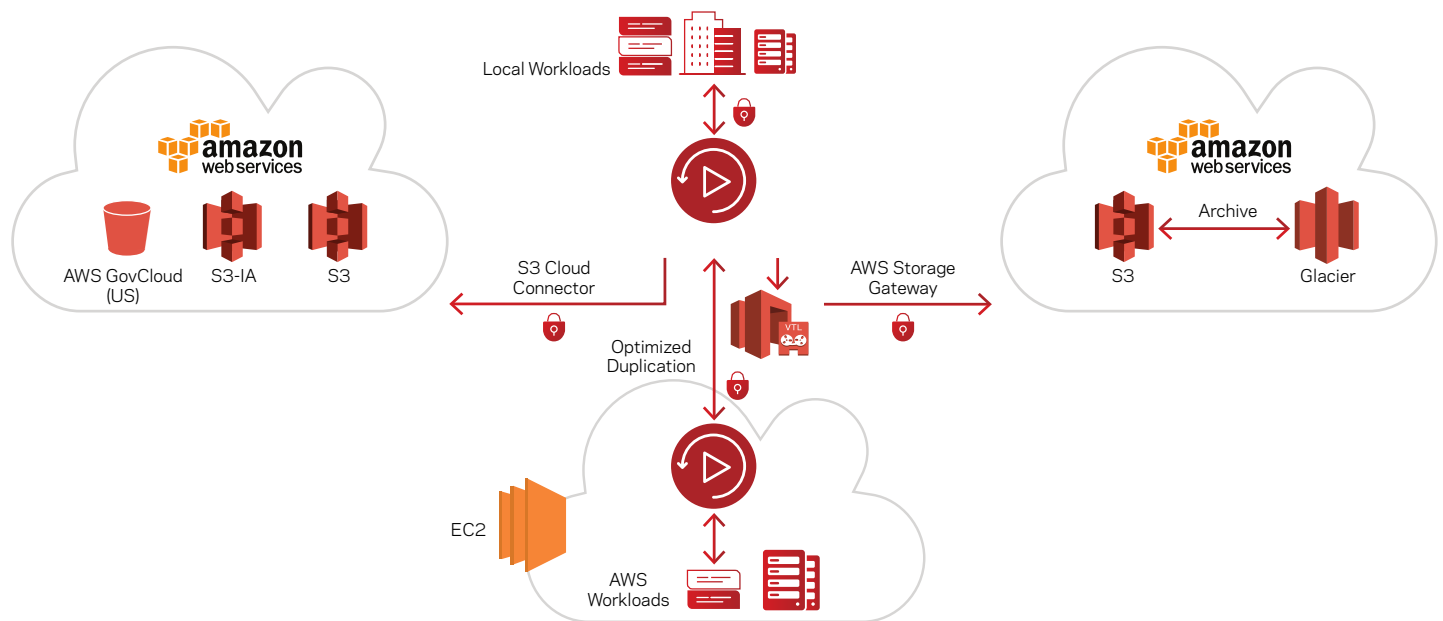 Local Workloads
amazon
web services
AWS GovCloud
(US)
S3-IA
S3
S3 Cloud
Connector
Optimized
Duplication
VTL
AWS Storage
Gateway
amazon
web services
Archive
S3
Glacier
EC2
AWS
Workloads